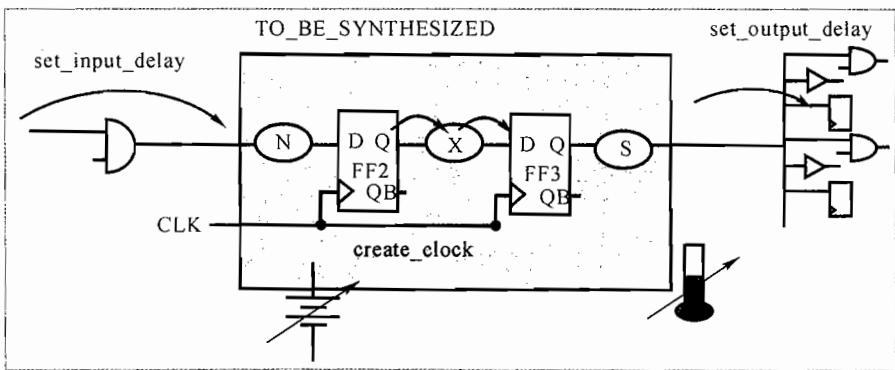 TO_BE_SYNTHESIZED
set_output_delay
set_input_delay
N
D Q
FF2
QB
X
D Q
FF3
QB
S
CLK
create_clock